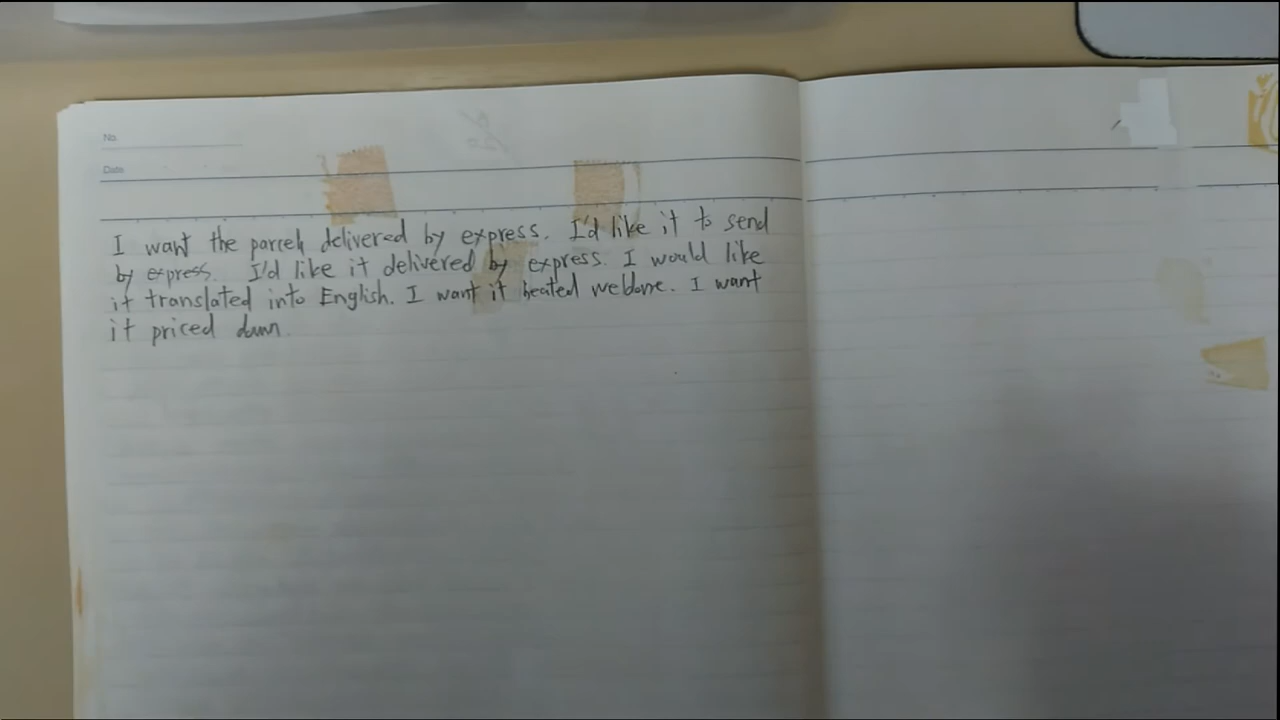 No.
Date
I want the parcel delivered by express. I'd like it to send
by express. I'd like it delivered by express. I would like
it translated into English. I want it heated weldone. I want
it priced down.